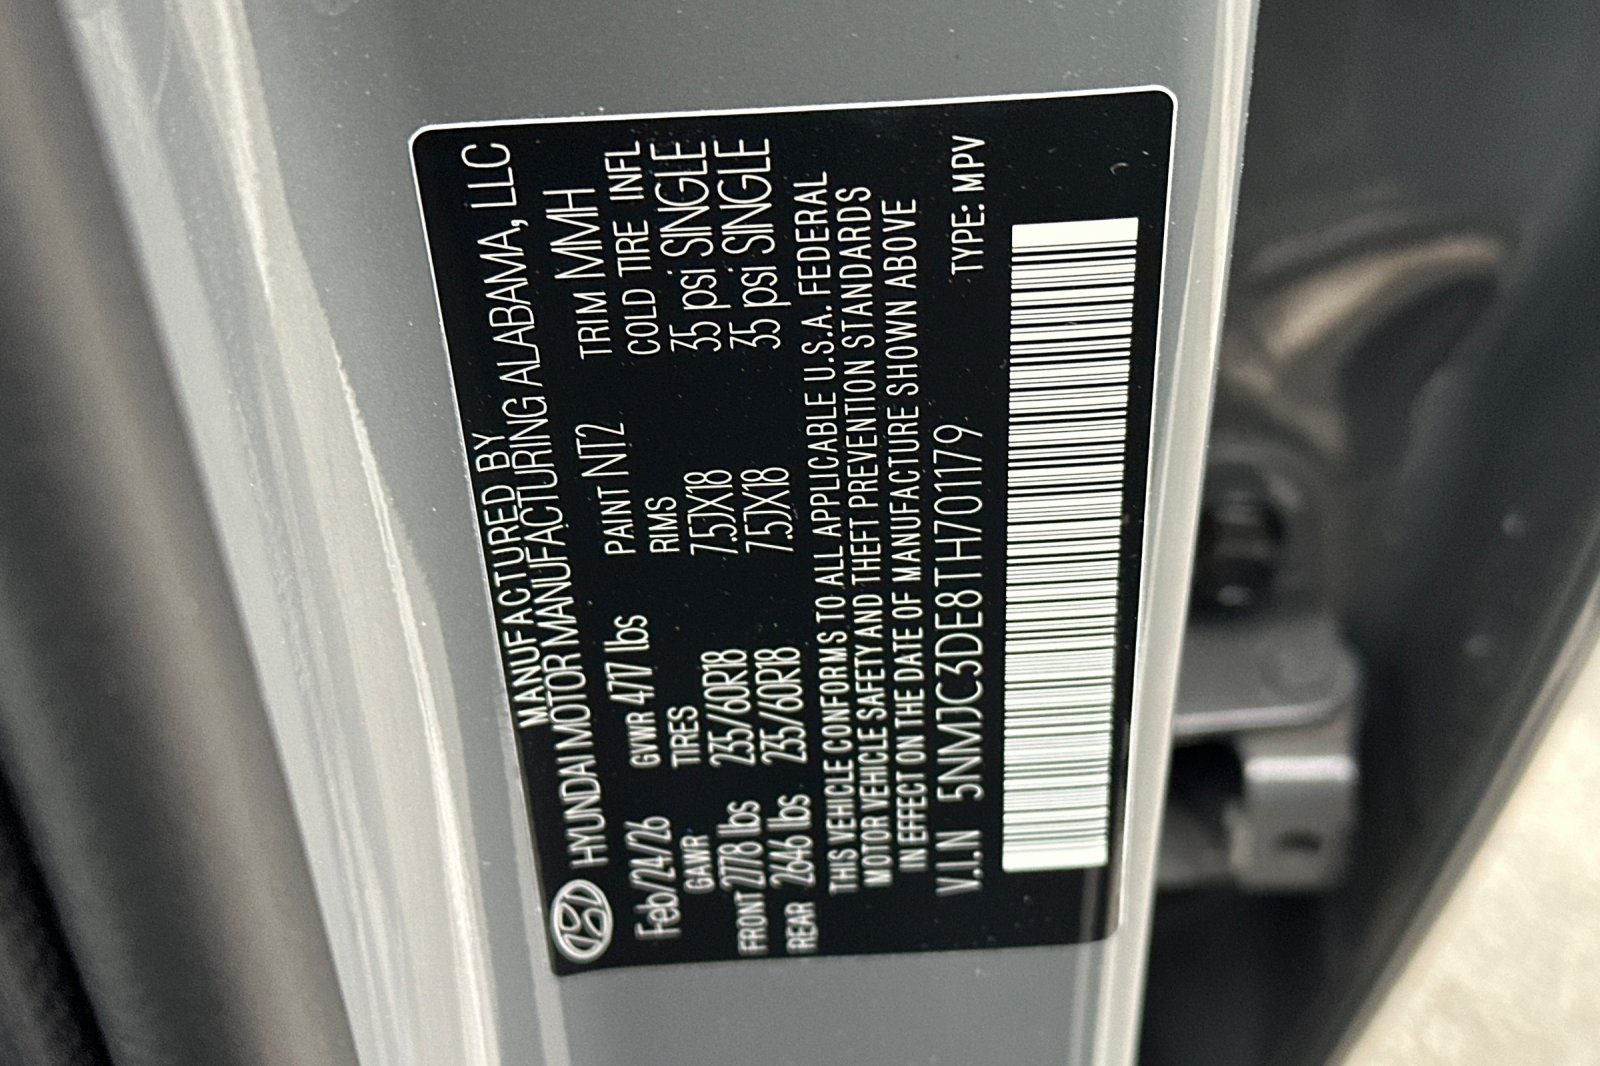 MANUFACTURED BY
HYUNDAI MOTOR MANUFACTURING ALABAMA, LLC
Feb/24/26 GVWR 4717 lbs PAINT NT2 TRIM MMH
GAWR TIRES RIMS COLD TIRE INFL
FRONT 2778 lbs 235/60R18 7.5JX18 35 psi SINGLE
REAR 2646 lbs 235/60R18 7.5JX18 35 psi SINGLE
THIS VEHICLE CONFORMS TO ALL APPLICABLE U.S.A. FEDERAL
MOTOR VEHICLE SAFETY AND THEFT PREVENTION STANDARDS
IN EFFECT ON THE DATE OF MANUFACTURE SHOWN ABOVE
V.I.N 5NMJC3DE8TH701179 TYPE: MPV